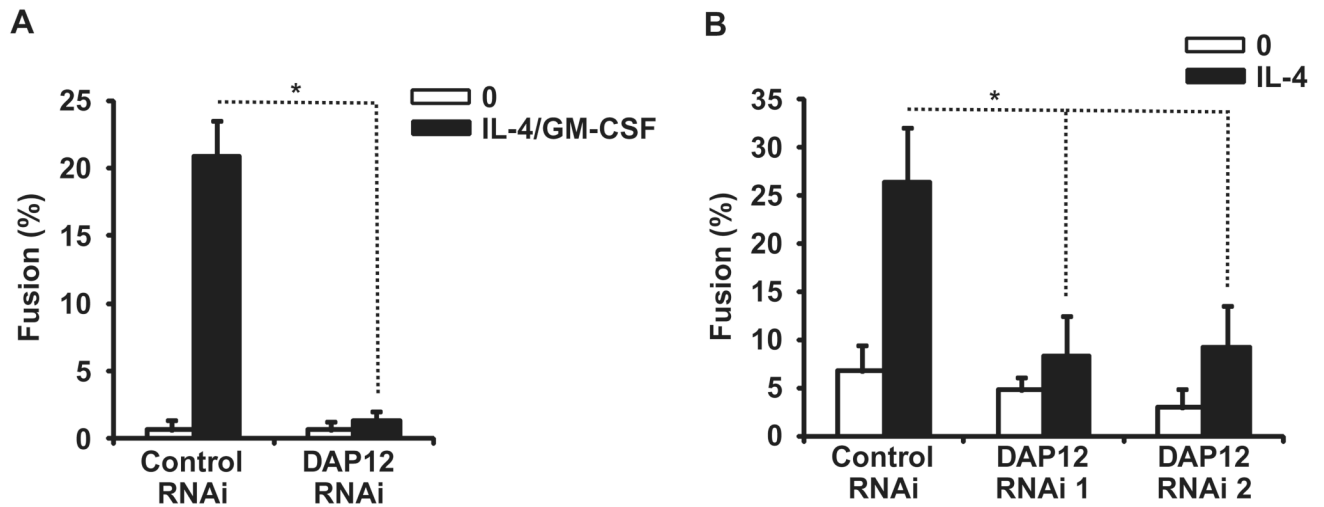 A
B
0
IL-4/GM-CSF
0
IL-4
*
*
Fusion (%)
25
20
15
10
5
0
Control
RNAi
DAP12
RNAi
Fusion (%)
35
30
25
20
15
10
5
0
Control
RNAi
DAP12
RNAi 1
DAP12
RNAi 2